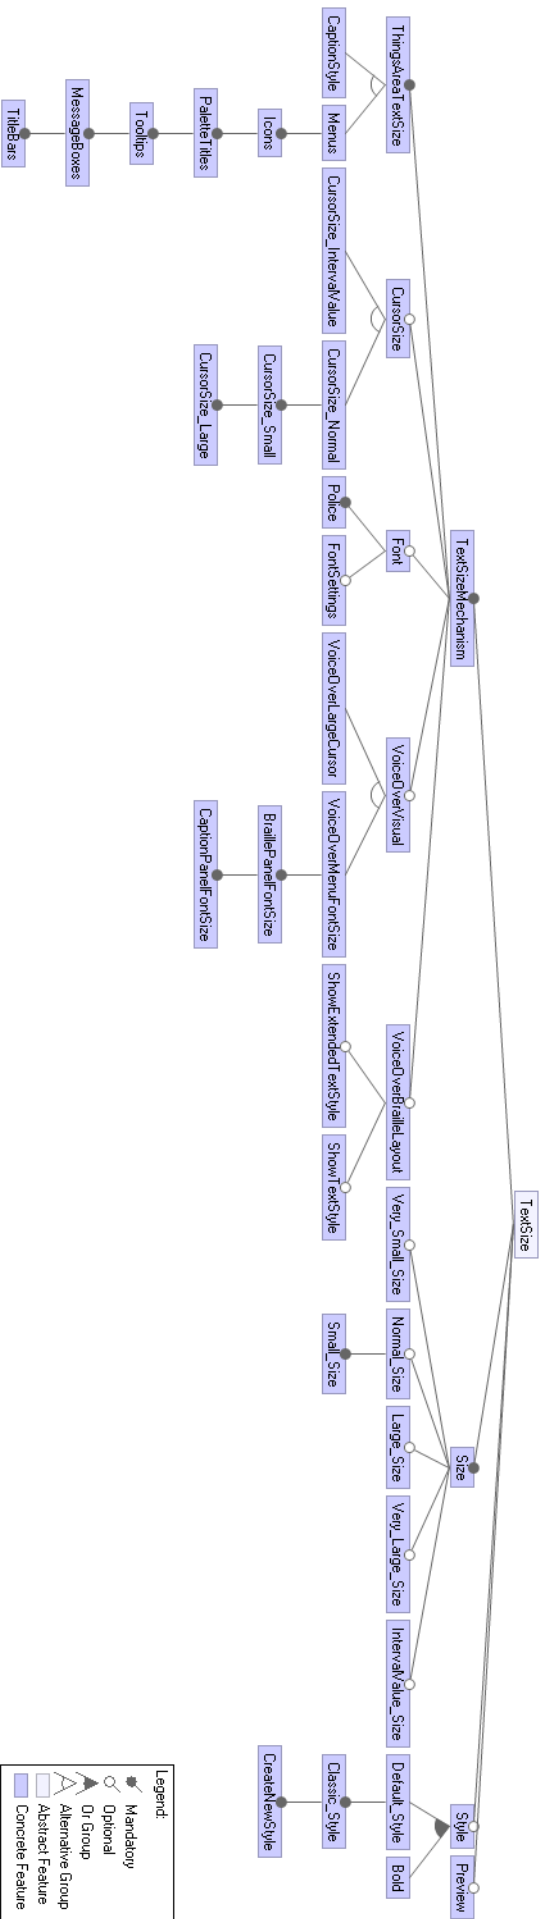 TextSize
TextSizeMechanism
Size
Style
Preview
ThingsAreaTextSize
CursorSize
Font
VoiceOverVisual
VoiceOverBrailleLayout
Very_Small_Size
Normal_Size
Large_Size
Very_Large_Size
IntervalValue_Size
Default_Style
Bold
CaptionStyle
Menus
CursorSize_IntervalValue
CursorSize_Normal
Police
FontSettings
VoiceOverLargeCursor
VoiceOverMenuFontSize
ShowExtendedTextStyle
ShowTextStyle
Small_Size
Classic_Style
Icons
CursorSize_Small
BraillePanelFontSize
CreateNewStyle
PaletteTitles
CursorSize_Large
CaptionPanelFontSize
Tooltips
MessageBoxes
TitleBars
Legend:
Mandatory
Optional
Or Group
Alternative Group
Abstract Feature
Concrete Feature